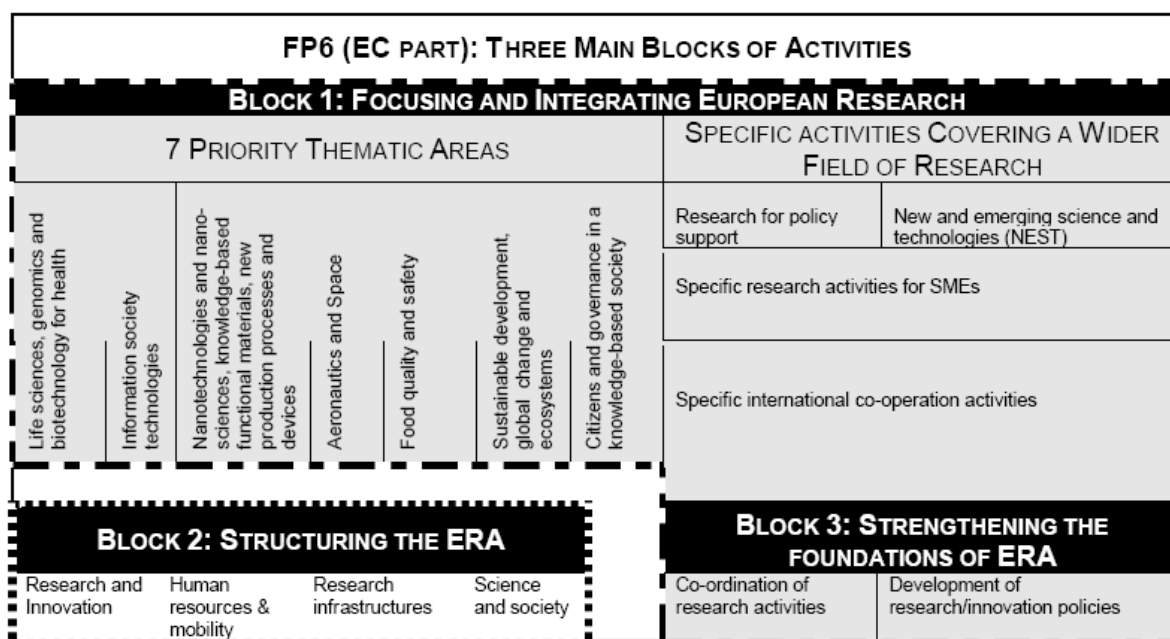 FP6 (EC PART): THREE MAIN BLOCKS OF ACTIVITIES
BLOCK 1: FOCUSING AND INTEGRATING EUROPEAN RESEARCH
7 PRIORITY THEMATIC AREAS
SPECIFIC ACTIVITIES COVERING A WIDER
FIELD OF RESEARCH
Life sciences, genomics and
biotechnology for health
Information society
technologies
Nanotechnologies and nano-
sciences, knowledge-based
functional materials, new
production processes and
devices
Aeronautics and Space
Food quality and safety
Sustainable development,
global change and
ecosystems
Citizens and governance in a
knowledge-based society
Research for policy
support
New and emerging science and
technologies (NEST)
Specific research activities for SMEs
Specific international co-operation activities
BLOCK 2: STRUCTURING THE ERA
Research and
Innovation
Human
resources &
mobility
Research
infrastructures
Science
and society
BLOCK 3: STRENGTHENING THE
FOUNDATIONS OF ERA
Co-ordination of
research activities
Development of
research/innovation policies